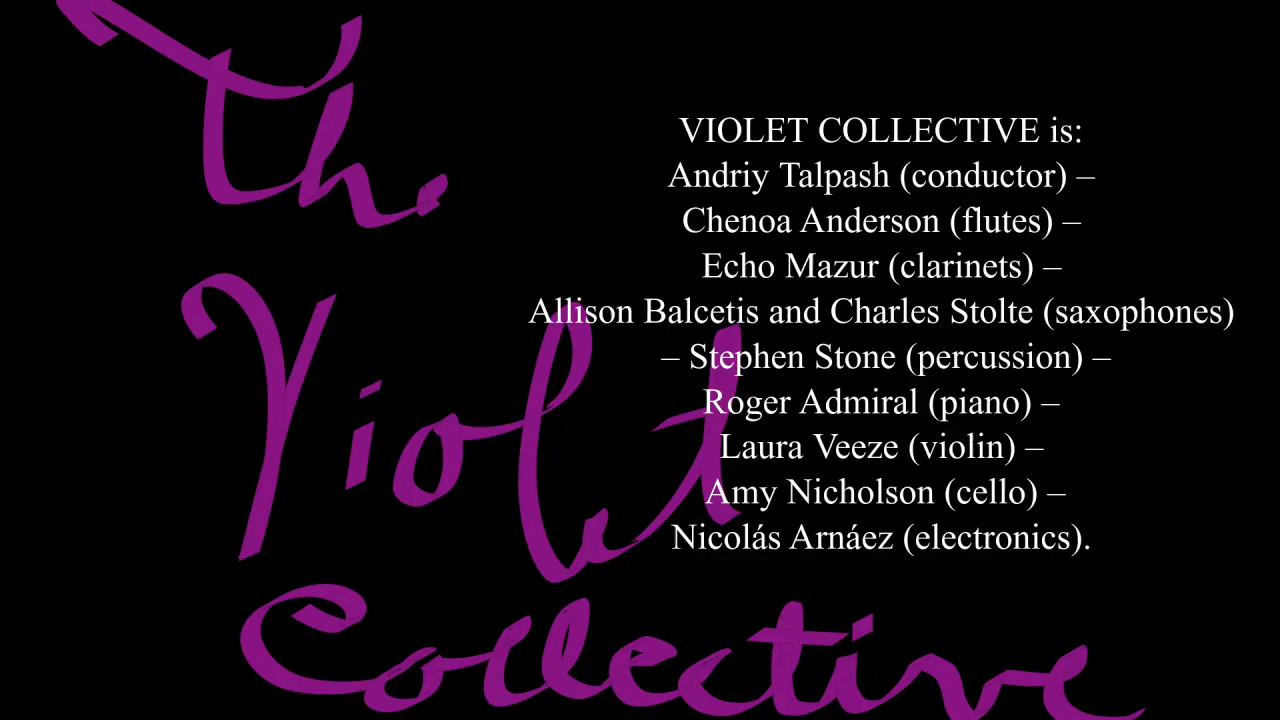 The
Violet
Collective
VIOLET COLLECTIVE is:
Andriy Talpash (conductor) –
Chenoa Anderson (flutes) –
Echo Mazur (clarinets) –
Allison Balcetis and Charles Stolte (saxophones)
– Stephen Stone (percussion) –
Roger Admiral (piano) –
Laura Veeze (violin) –
Amy Nicholson (cello) –
Nicolás Arnáez (electronics).